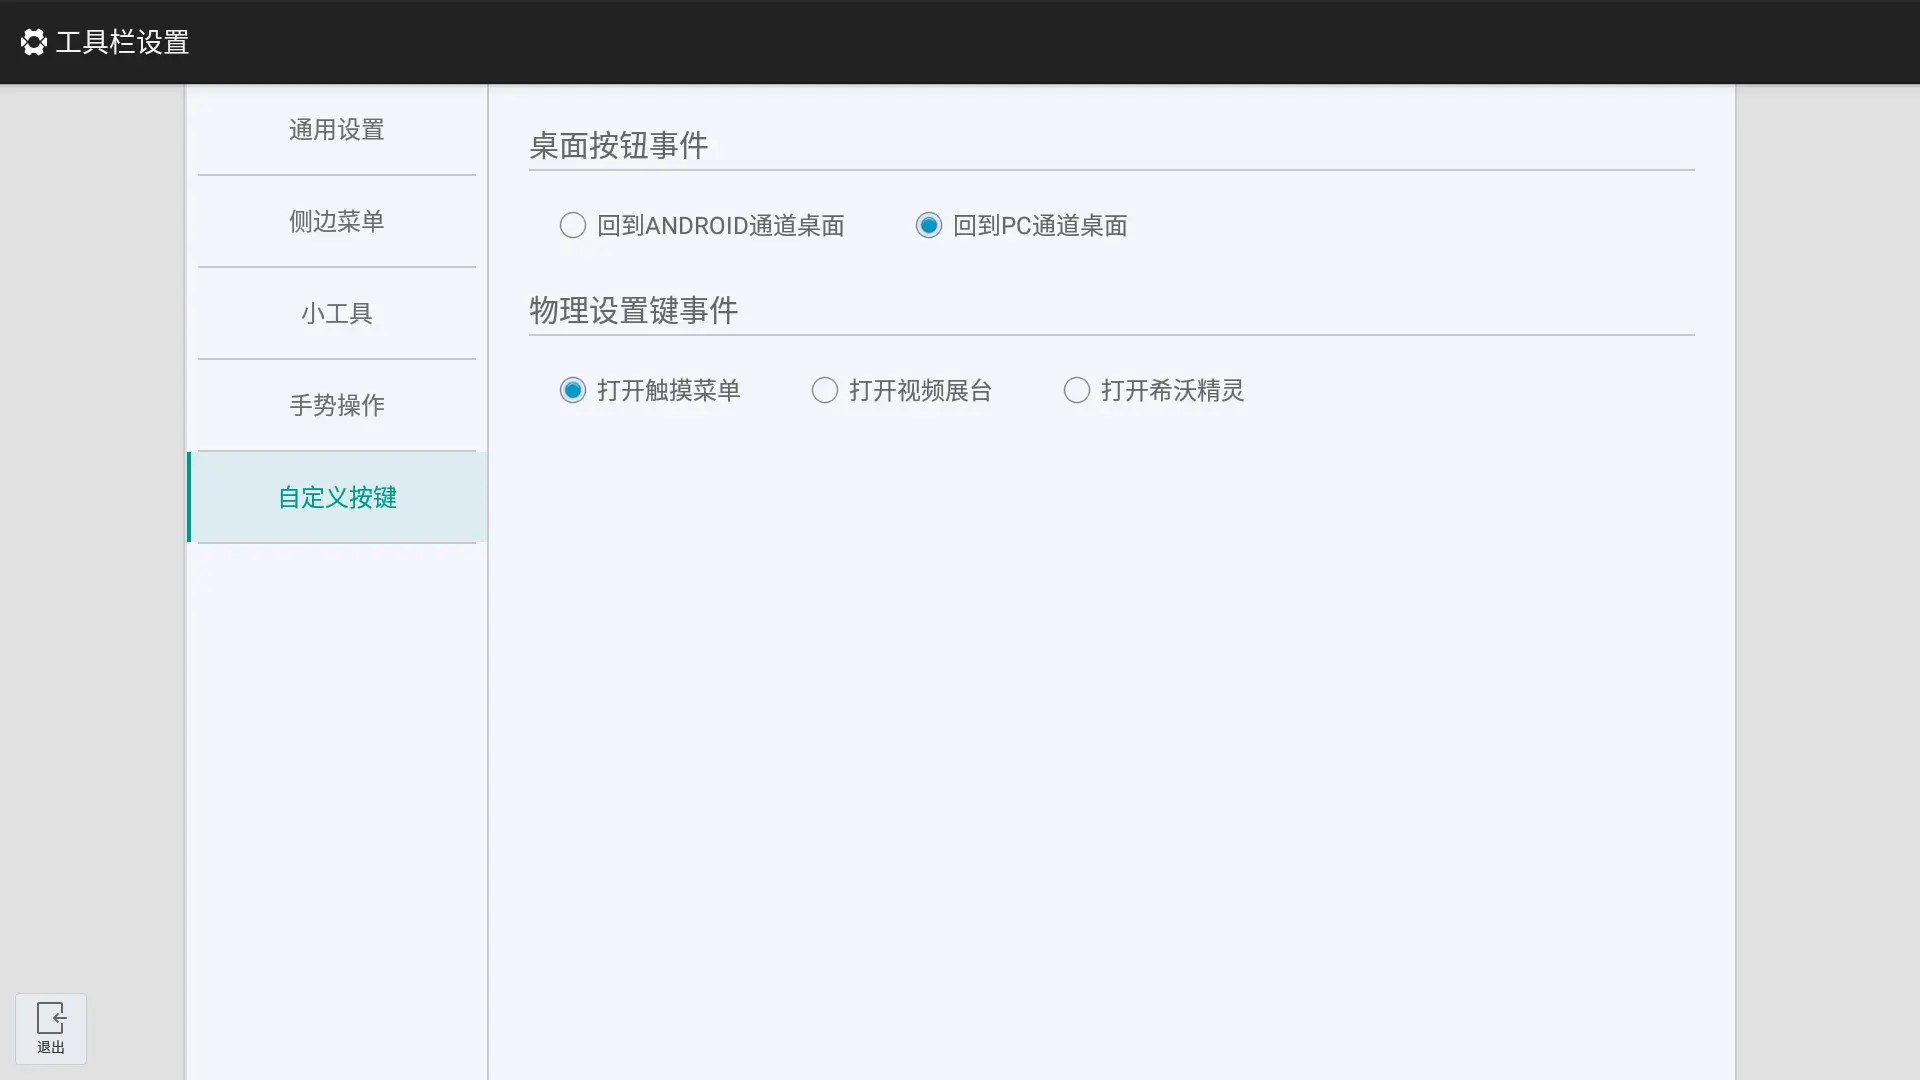 工具栏设置
通用设置
侧边菜单
小工具
手势操作
自定义按键
桌面按钮事件
回到ANDROID通道桌面
回到PC通道桌面
物理设置键事件
打开触摸菜单
打开视频展台
打开希沃精灵
退出